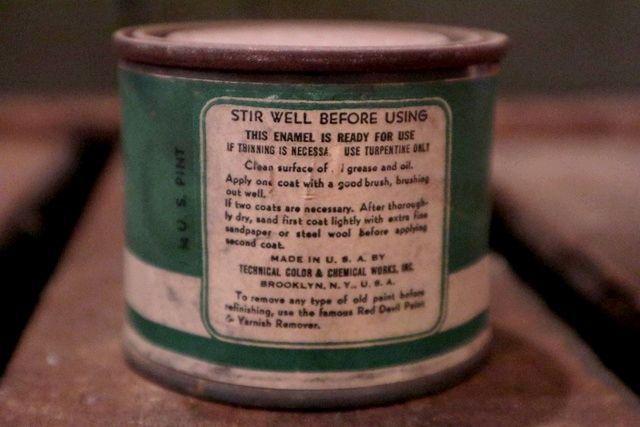 STIR WELL BEFORE USING
THIS ENAMEL IS READY FOR USE
IF THINNING IS NECESSA USE TURPENTINE ONLY
Clean surface of l grease and oil.
Apply one coat with a good brush, brushing
out well.
If two coats are necessary. After thorough-
ly dry, sand first coat lightly with extra fine
sandpaper or steel wool before applying
second coat.
MADE IN U. S. A. BY
TECHNICAL COLOR & CHEMICAL WORKS, INC.
BROOKLYN, N. Y., U. S. A.
To remove any type of old paint before
refinishing, use the famous Red Devil Paint
& Varnish Remover.
U. S. PINT